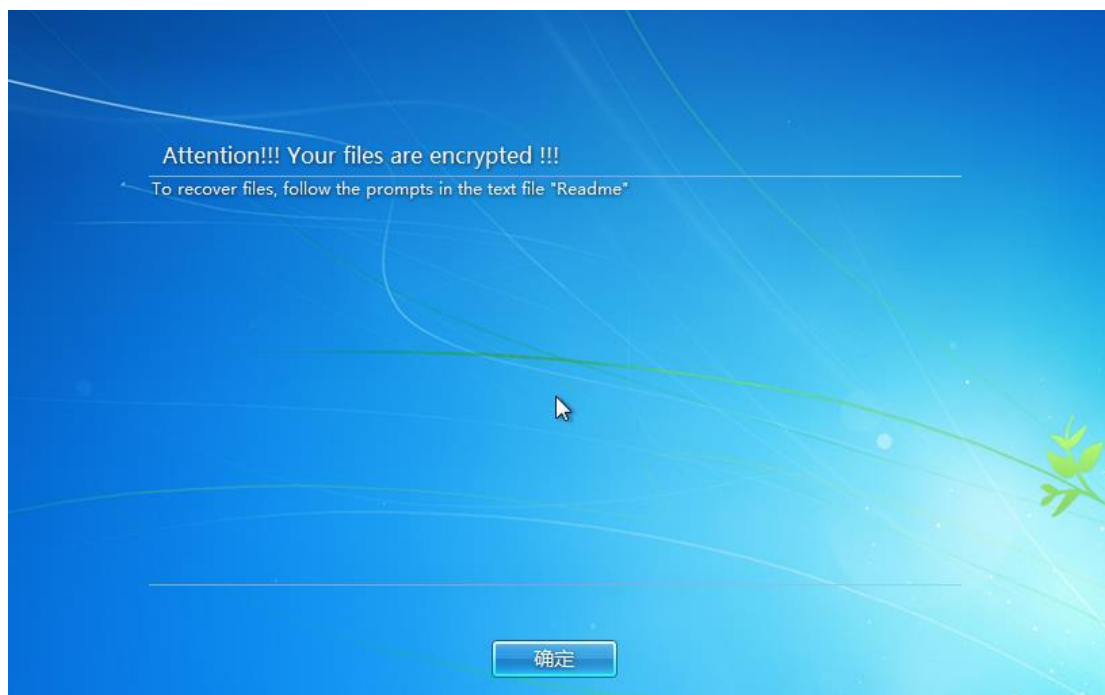 Attention!!! Your files are encrypted !!!
To recover files, follow the prompts in the text file "Readme"
确定